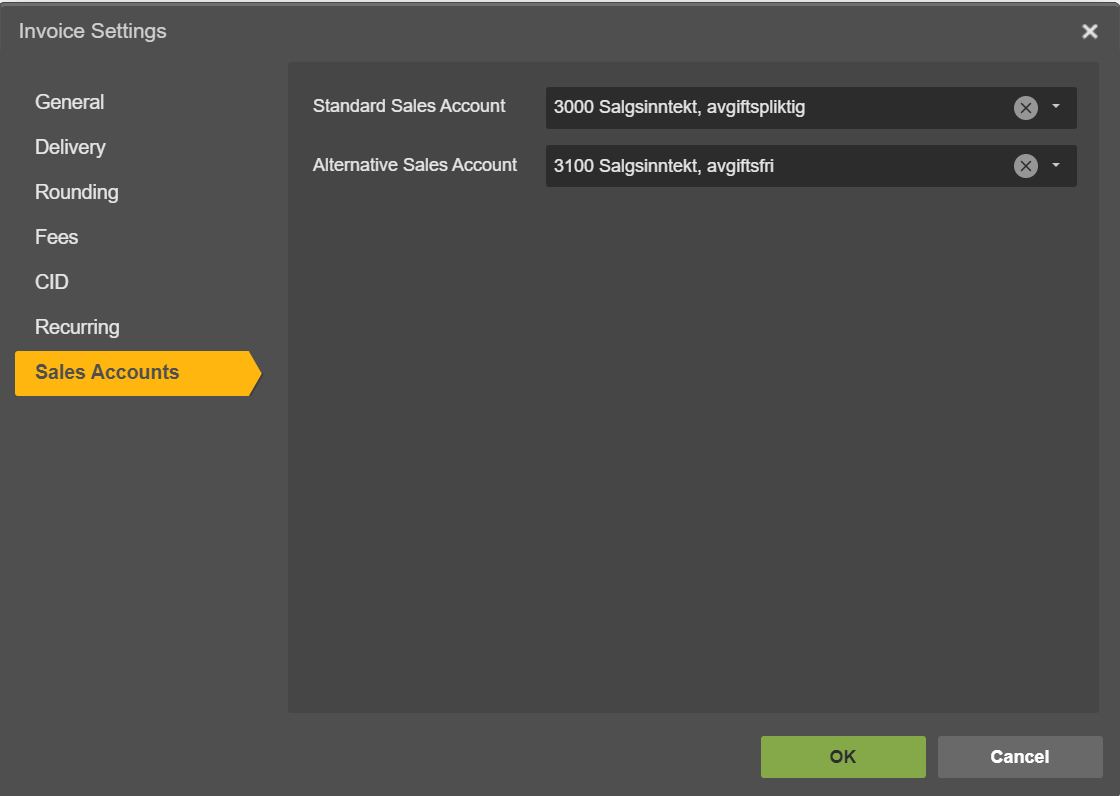 Invoice Settings
General
Delivery
Rounding
Fees
CID
Recurring
Sales Accounts
Standard Sales Account
3000 Salgsinntekt, avgiftspliktig
Alternative Sales Account
3100 Salgsinntekt, avgiftsfri
OK
Cancel